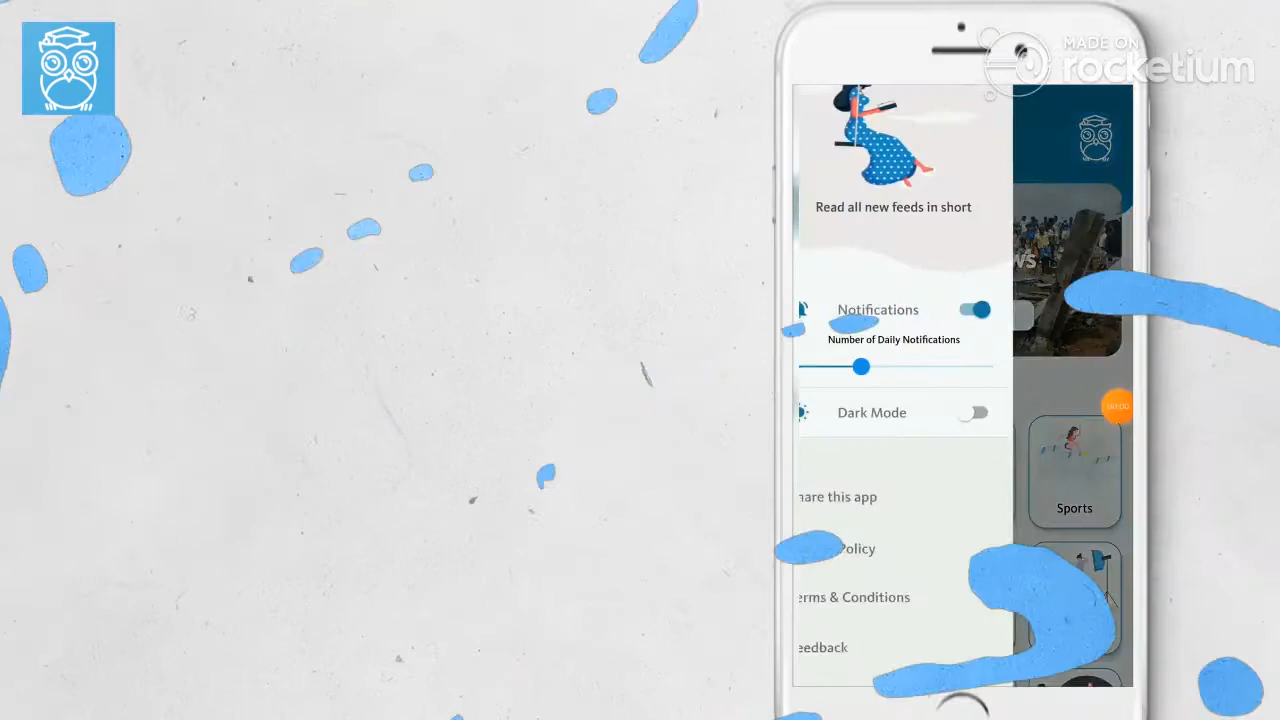 MADE ON
rocketium
Read all new feeds in short
Notifications
Number of Daily Notifications
Dark Mode
hare this app
Policy
erms & Conditions
eedback
Sports